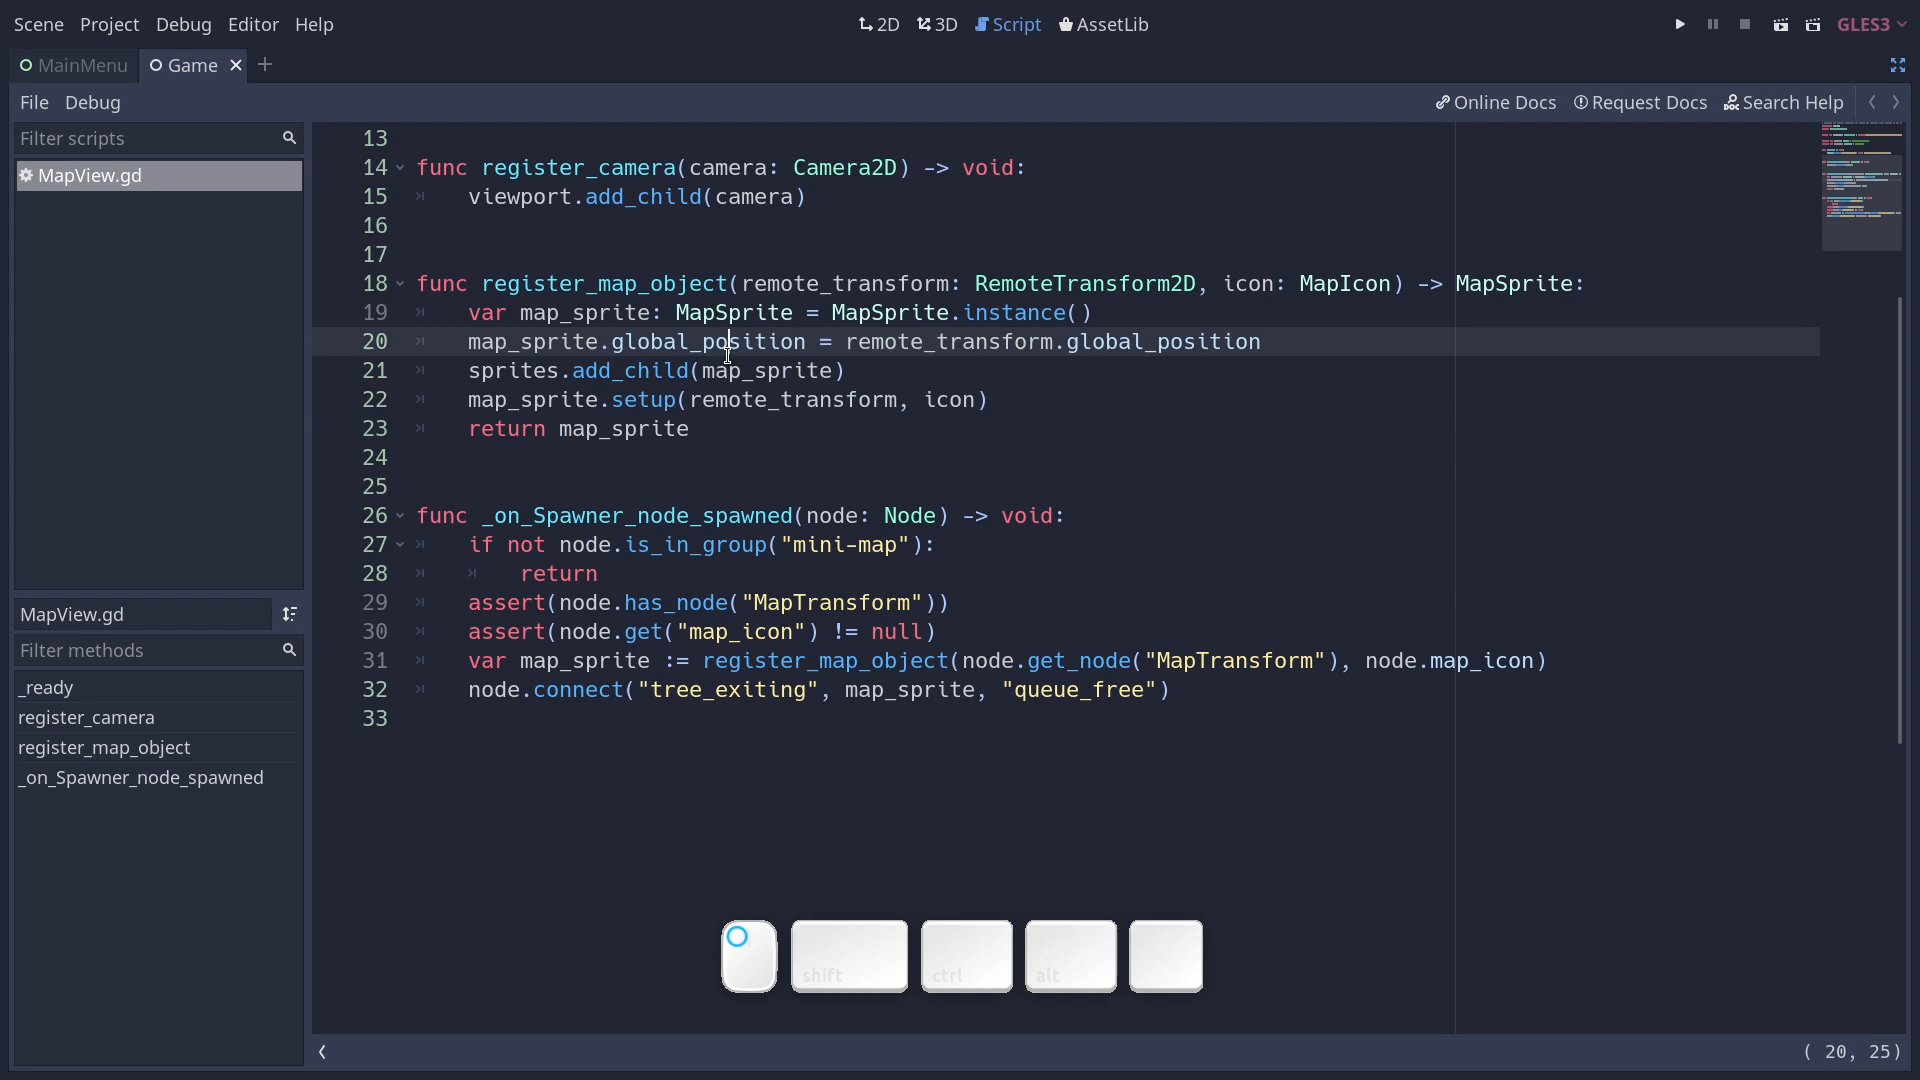 Scene Project Debug Editor Help 2D 3D Script AssetLib GLES3
MainMenu Game
File Debug Online Docs Request Docs Search Help
Filter scripts
MapView.gd
MapView.gd
Filter methods
_ready
register_camera
register_map_object
_on_Spawner_node_spawned
13
14 func register_camera(camera: Camera2D) -> void:
15 viewport.add_child(camera)
16
17
18 func register_map_object(remote_transform: RemoteTransform2D, icon: MapIcon) -> MapSprite:
19 var map_sprite: MapSprite = MapSprite.instance()
20 map_sprite.global_position = remote_transform.global_position
21 sprites.add_child(map_sprite)
22 map_sprite.setup(remote_transform, icon)
23 return map_sprite
24
25
26 func _on_Spawner_node_spawned(node: Node) -> void:
27 if not node.is_in_group("mini-map"):
28 return
29 assert(node.has_node("MapTransform"))
30 assert(node.get("map_icon") != null)
31 var map_sprite := register_map_object(node.get_node("MapTransform"), node.map_icon)
32 node.connect("tree_exiting", map_sprite, "queue_free")
33
shift ctrl alt
( 20, 25)